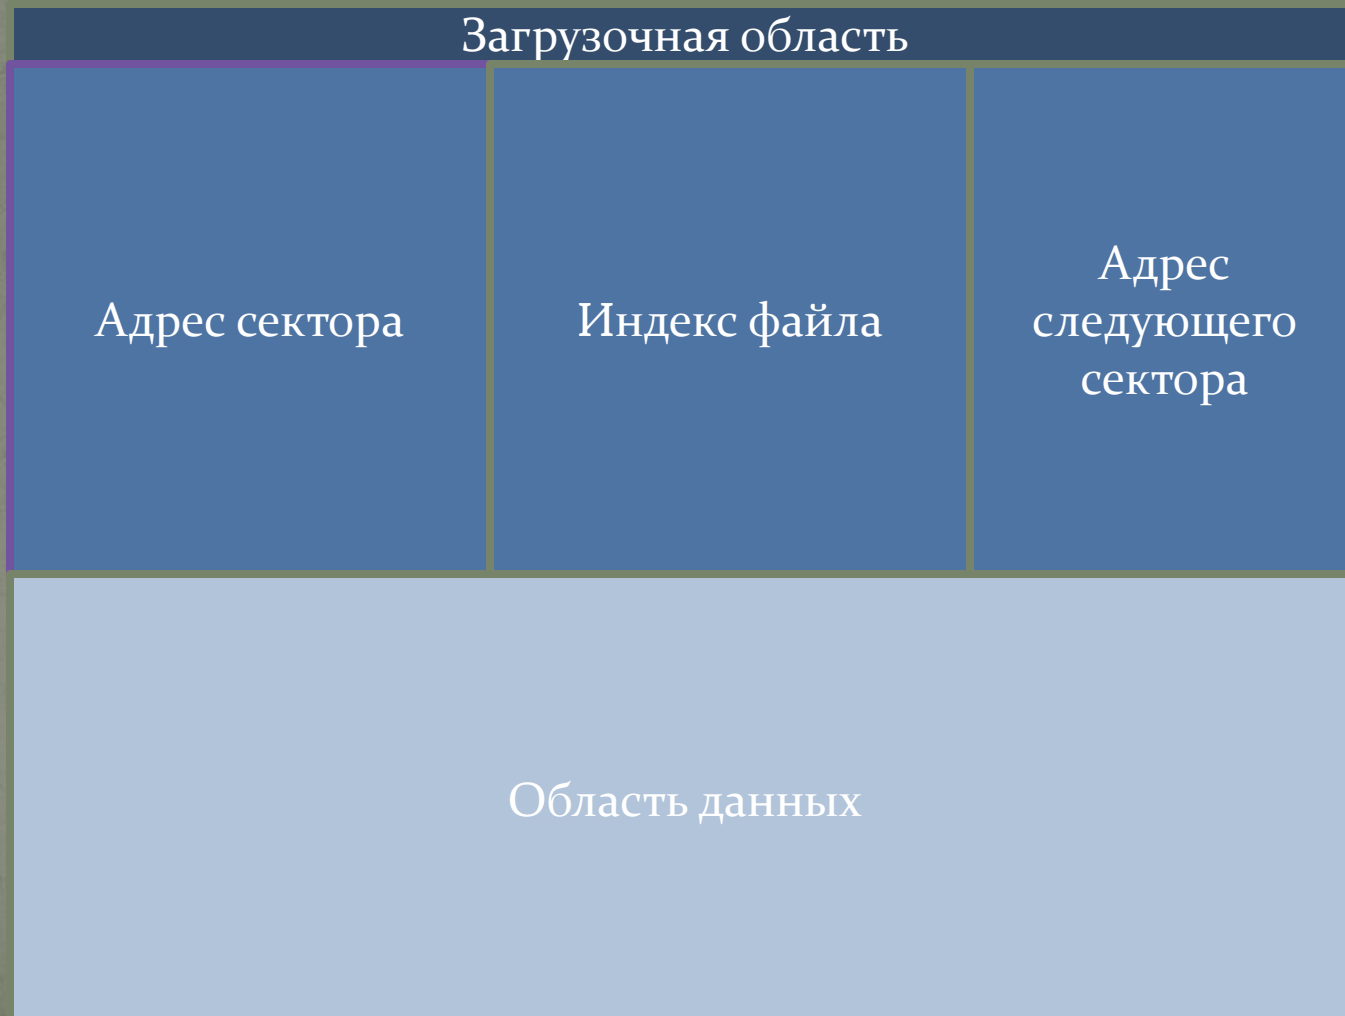 Загрузочная область
Адрес сектора
Индекс файла
Адрес
следующего
сектора
Область данных